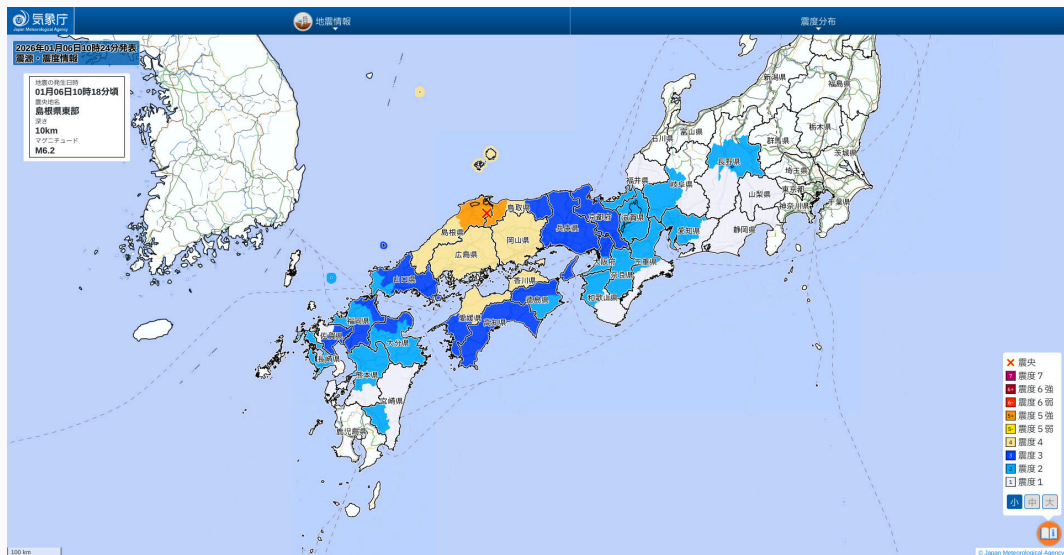 気象庁
Japan Meteorological Agency
地震情報
震度分布
2026年01月06日10時24分発表
震源・震度情報
地震の発生日時
01月06日10時18分頃
震央地名
島根県東部
深さ
10km
マグニチュード
M6.2
新潟県
福島県
石川県
富山県
栃木県
群馬県
茨城県
長野県
埼玉県
福井県
岐阜県
山梨県
東京都
千葉県
神奈川県
鳥取県
京都府
滋賀県
愛知県
静岡県
島根県
岡山県
兵庫県
広島県
大阪府
三重県
奈良県
山口県
香川県
和歌山県
徳島県
愛媛県
高知県
福岡県
佐賀県
大分県
長崎県
熊本県
宮崎県
鹿児島県
震央
7 震度7
6+ 震度6強
6- 震度6弱
5+ 震度5強
5- 震度5弱
4 震度4
3 震度3
2 震度2
1 震度1
小 中 大
100 km
© Japan Meteorological Agency